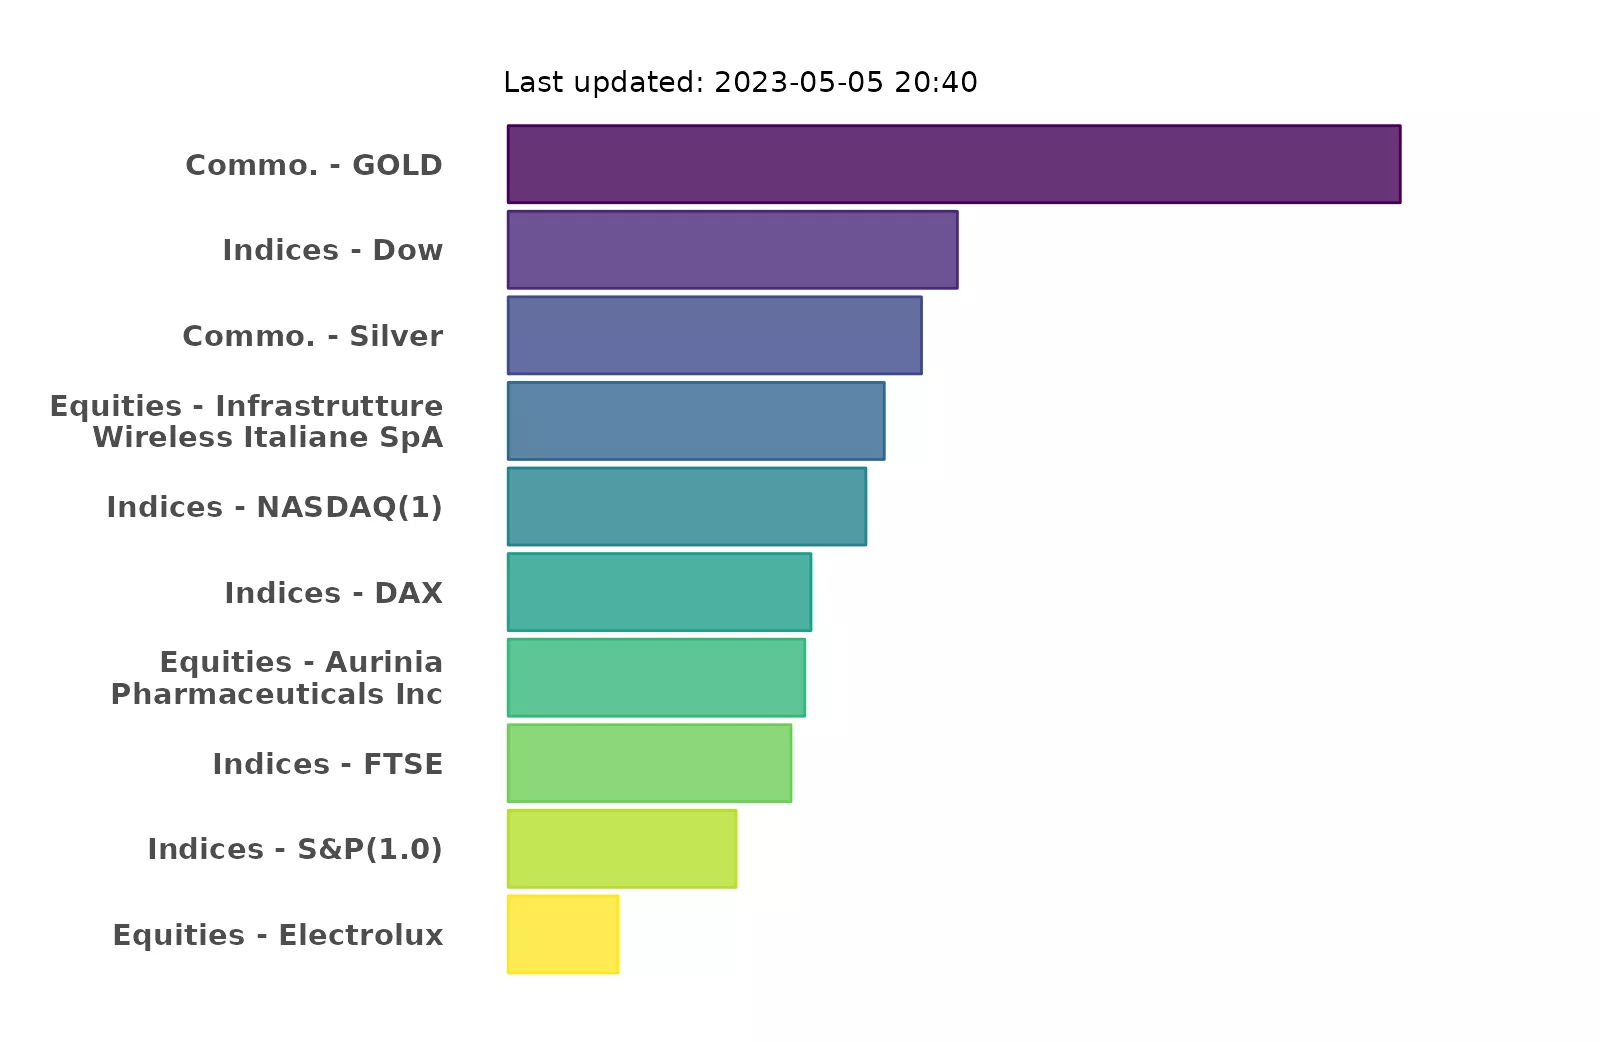 Last updated: 2023-05-05 20:40
Commo. - GOLD
Indices - Dow
Commo. - Silver
Equities - Infrastrutture
Wireless Italiane SpA
Indices - NASDAQ(1)
Indices - DAX
Equities - Aurinia
Pharmaceuticals Inc
Indices - FTSE
Indices - S&P(1.0)
Equities - Electrolux